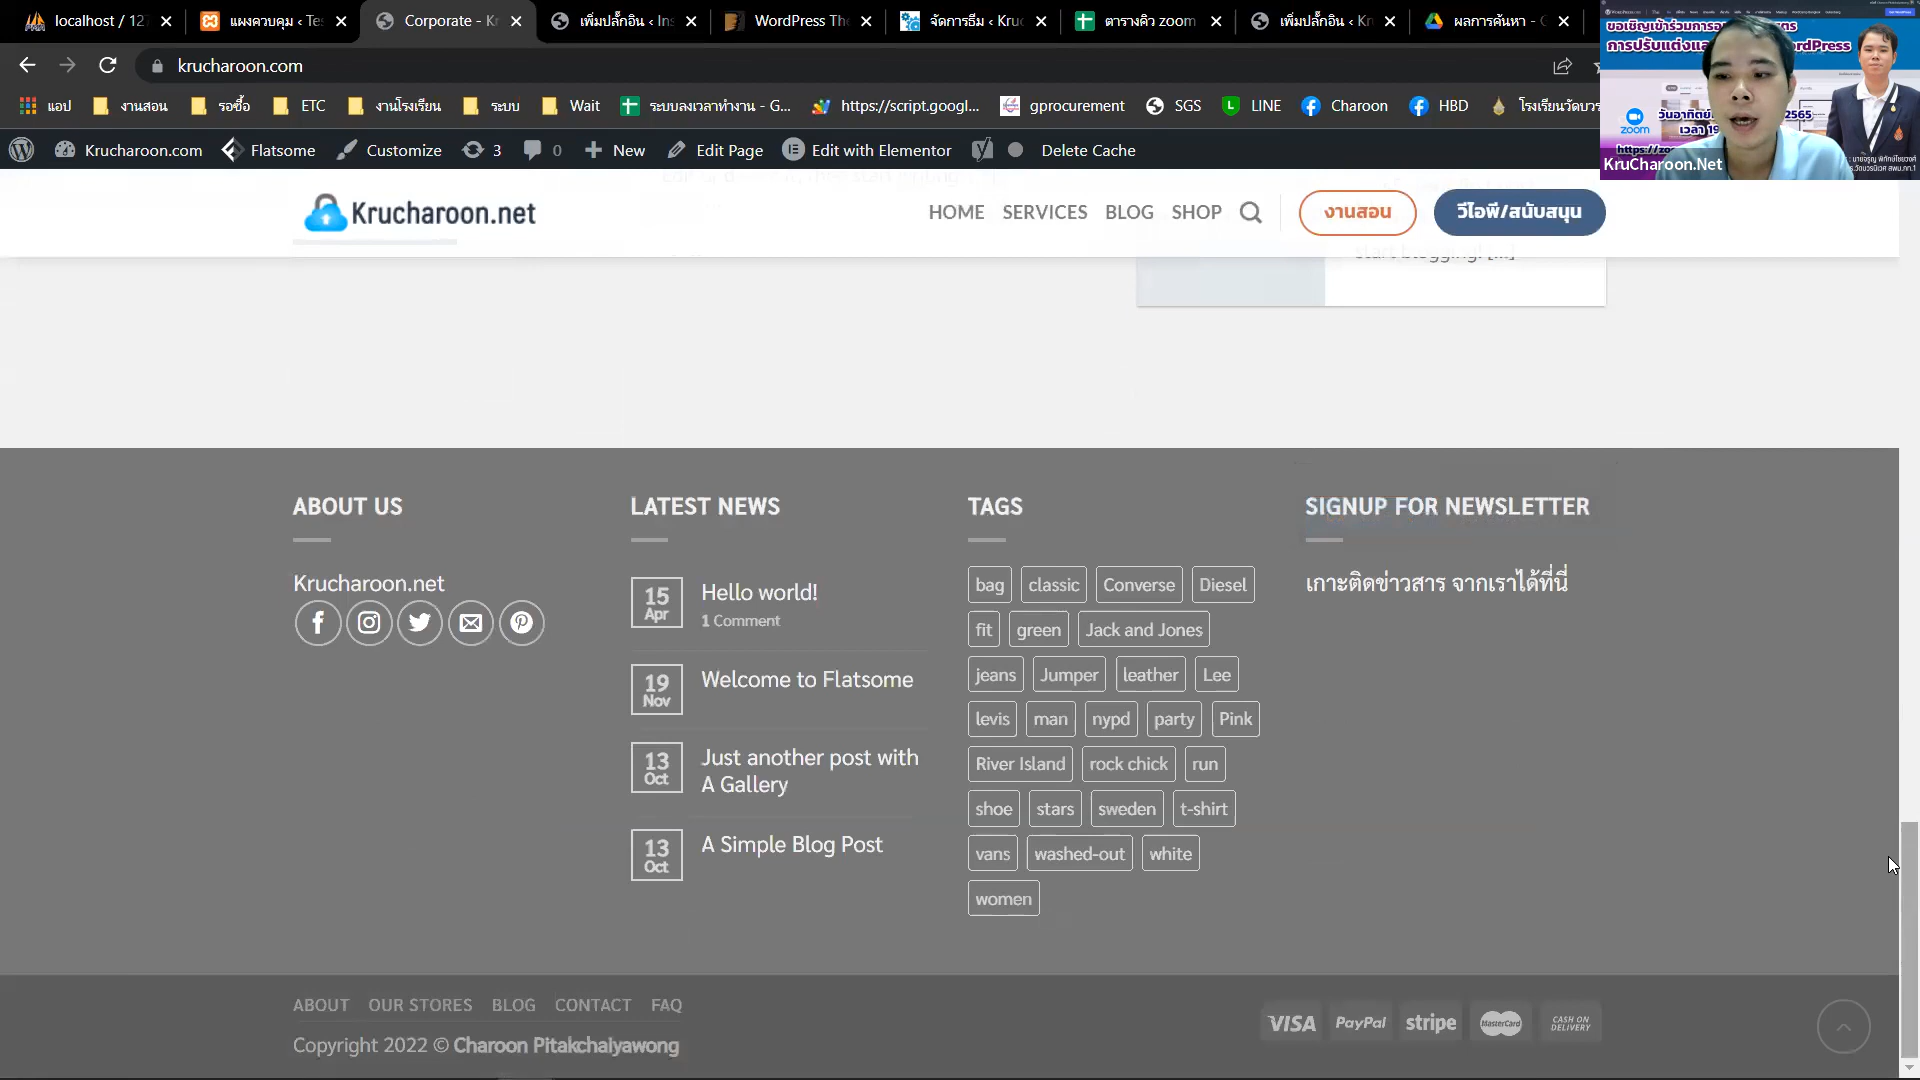 localhost / 127
แผงควบคุม ‹ Tes
Corporate - Kr
เพิ่มปลั๊กอิน ‹ Ins
WordPress The
จัดการธีม ‹ Kruc
ตารางคิว zoom
เพิ่มปลั๊กอิน ‹ Kr
ผลการค้นหา - G
krucharoon.com
แอป
งานสอน
รอซื้อ
ETC
งานโรงเรียน
ระบบ
Wait
ระบบลงเวลาทำงาน - G...
https://script.googl...
gprocurement
SGS
LINE
Charoon
HBD
โรงเรียนวัดบวร
Krucharoon.com
Flatsome
Customize
3
0
New
Edit Page
Edit with Elementor
Delete Cache
zoom
KruCharoon.Net
Krucharoon.net
HOME
SERVICES
BLOG
SHOP
งานสอน
วีไอพี/สนับสนุน
start blogging! [...]
ABOUT US
Krucharoon.net
LATEST NEWS
15
Apr
Hello world!
1 Comment
19
Nov
Welcome to Flatsome
13
Oct
Just another post with
A Gallery
13
Oct
A Simple Blog Post
TAGS
bag classic Converse Diesel
fit green Jack and Jones
jeans Jumper leather Lee
levis man nypd party Pink
River Island rock chick run
shoe stars sweden t-shirt
vans washed-out white
women
SIGNUP FOR NEWSLETTER
เกาะติดข่าวสาร จากเราได้ที่นี่
ABOUT OUR STORES BLOG CONTACT FAQ
Copyright 2022 © Charoon Pitakchaiyawong
VISA
PayPal
stripe
MasterCard
CASH ON
DELIVERY